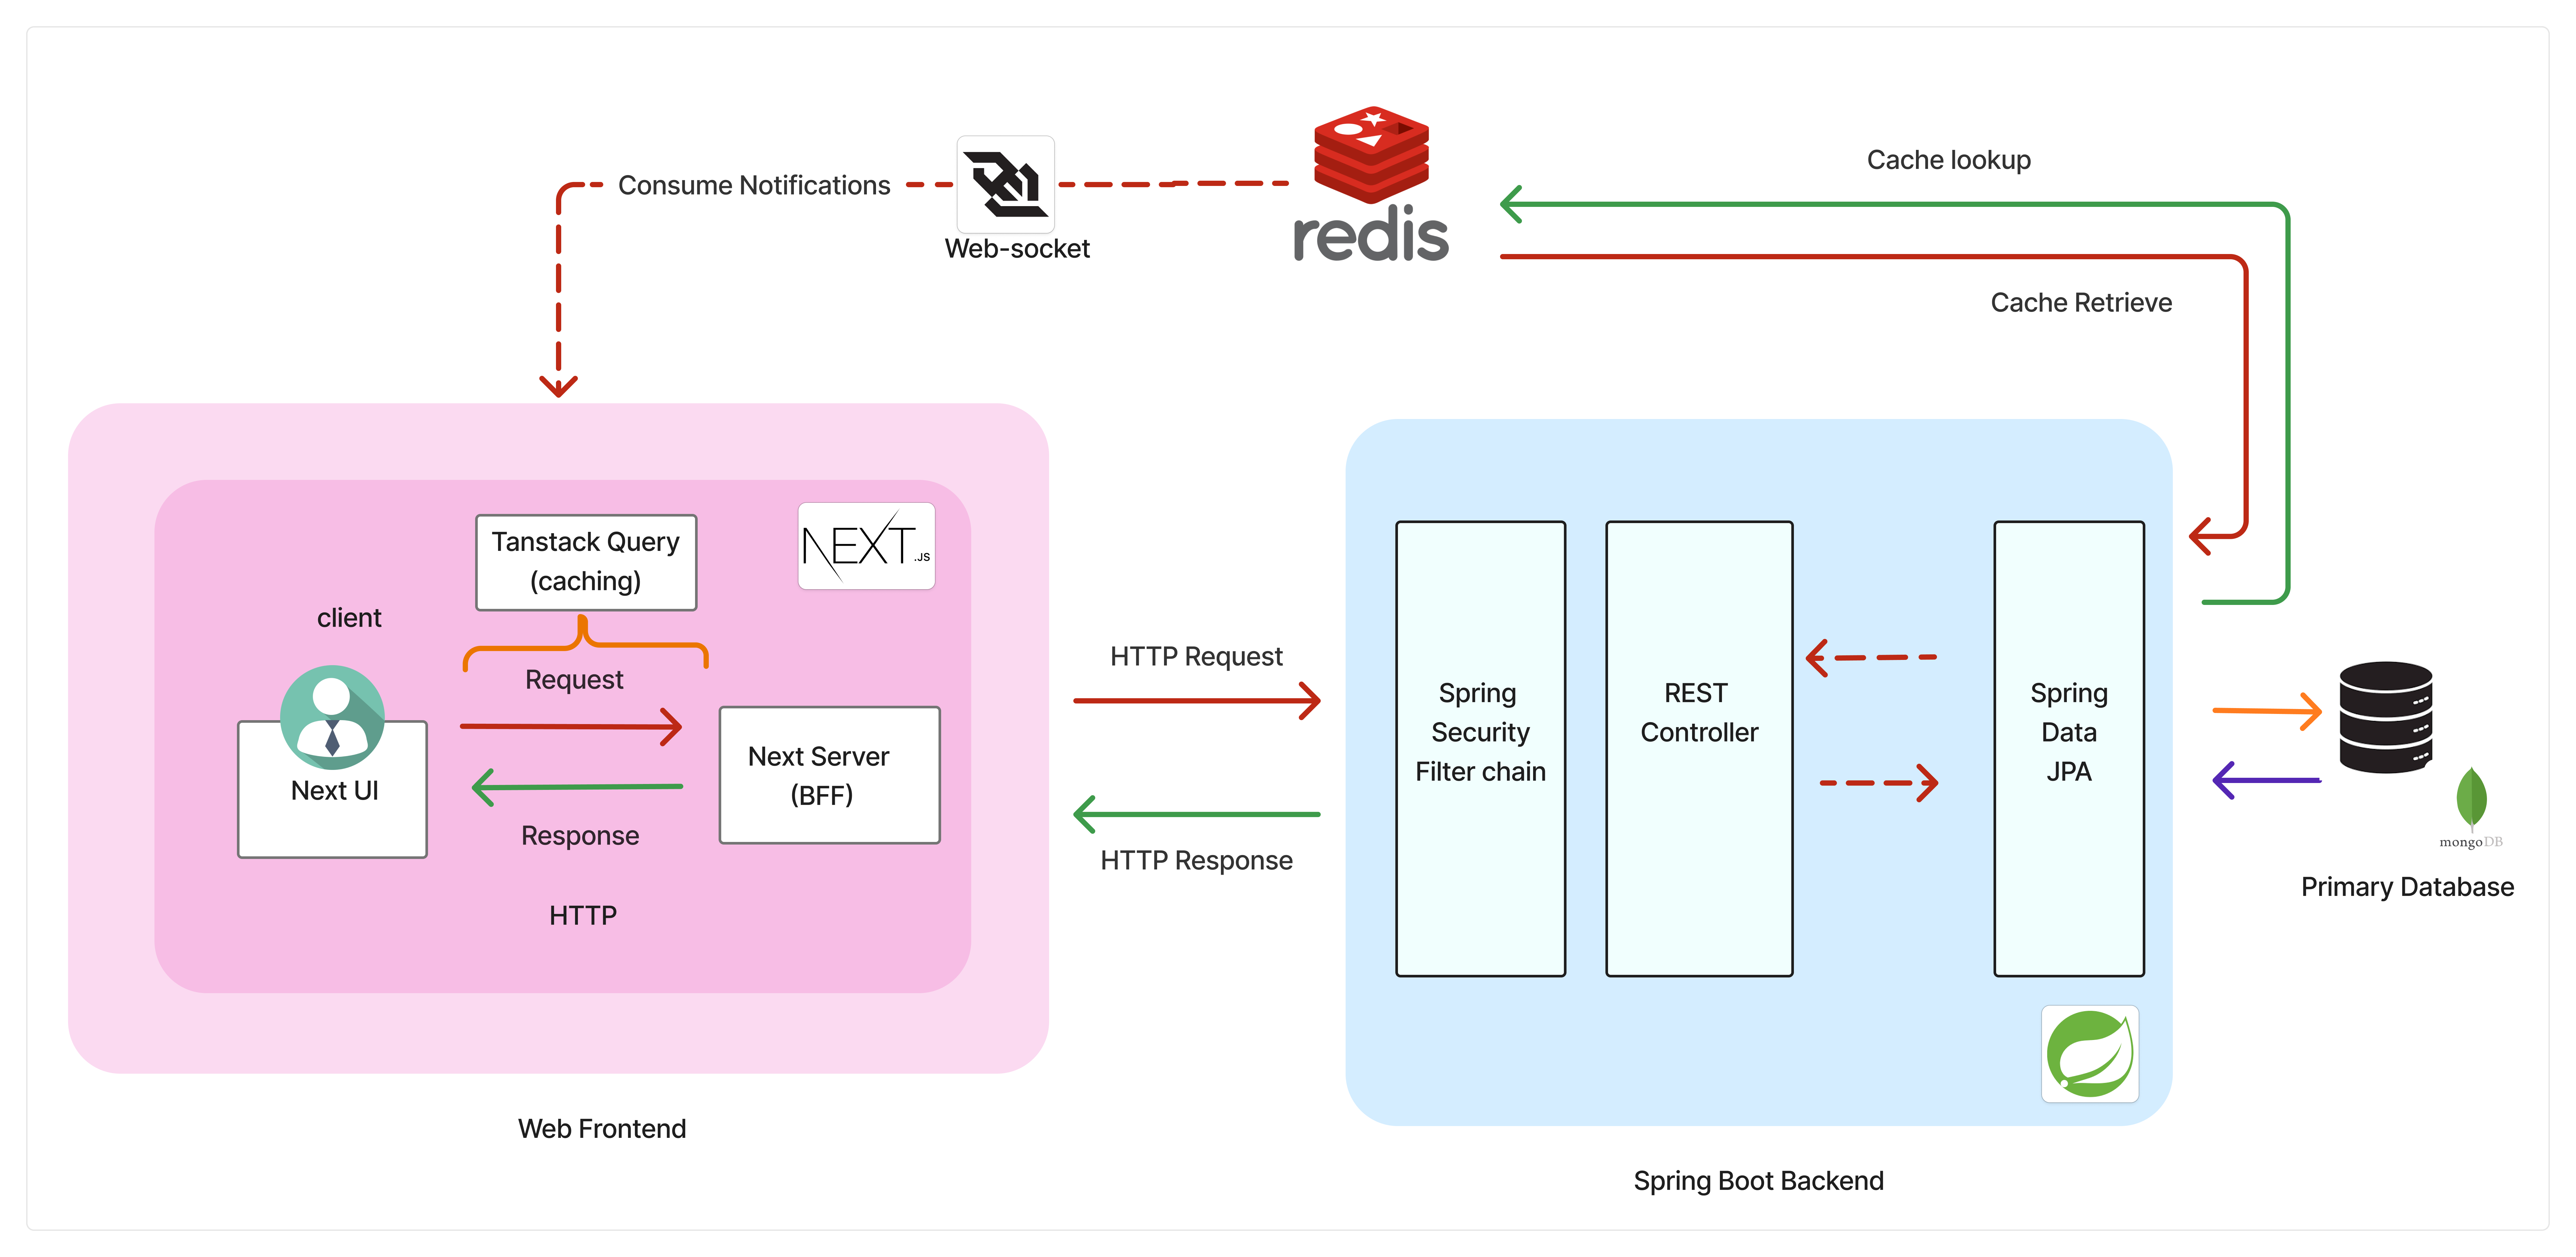 Cache lookup
Consume Notifications
Web-socket
redis
Cache Retrieve
Tanstack Query
(caching)
NEXT.JS
client
Request
HTTP Request
Next UI
Next Server
(BFF)
Response
HTTP
HTTP Response
Spring
Security
Filter chain
REST
Controller
Spring
Data
JPA
mongoDB
Primary Database
Web Frontend
Spring Boot Backend